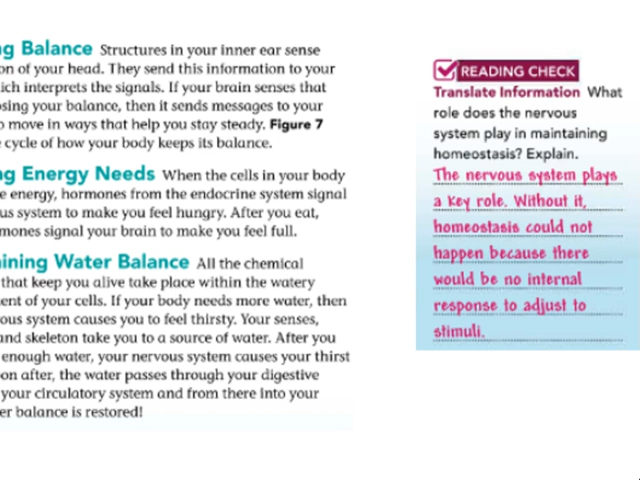 ng Balance Structures in your inner ear sense
on of your head. They send this information to your
ich interprets the signals. If your brain senses that
osing your balance, then it sends messages to your
o move in ways that help you stay steady. Figure 7
e cycle of how your body keeps its balance.
ng Energy Needs When the cells in your body
e energy, hormones from the endocrine system signal
us system to make you feel hungry. After you eat,
rmones signal your brain to make you feel full.
aining Water Balance All the chemical
that keep you alive take place within the watery
ent of your cells. If your body needs more water, then
vous system causes you to feel thirsty. Your senses,
and skeleton take you to a source of water. After you
enough water, your nervous system causes your thirst
on after, the water passes through your digestive
your circulatory system and from there into your
er balance is restored!
READING CHECK
Translate Information What
role does the nervous
system play in maintaining
homeostasis? Explain.
The nervous system plays
a key role. Without it,
homeostasis could not
happen because there
would be no internal
response to adjust to
stimuli.